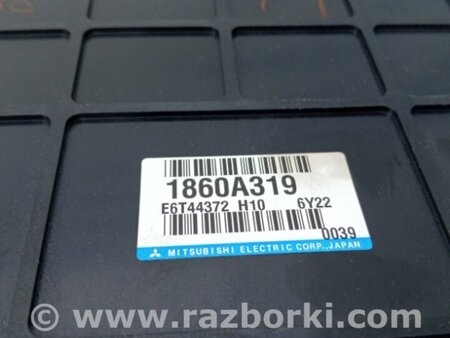 1860A319
E6T44372 H10 6Y22
0039
MITSUBISHI ELECTRIC CORP., JAPAN
© www.razborki.com